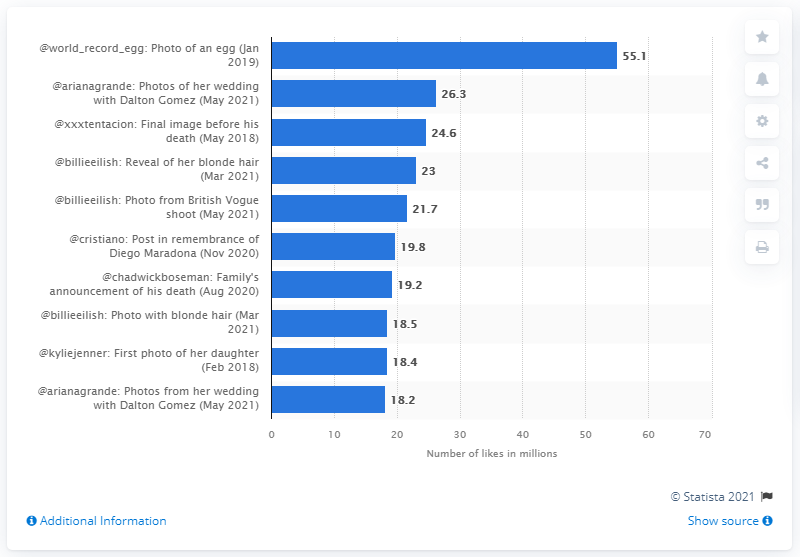 @world_record_egg: Photo of an egg (Jan
2019)
55.1
@arianagrande: Photos of her wedding
with Dalton Gomez (May 2021)
26.3
@xxxtentacion: Final image before his
death (May 2018)
24.6
@billieeilish: Reveal of her blonde hair
(Mar 2021)
23
@billieeilish: Photo from British Vogue
shoot (May 2021)
21.7
@cristiano: Post in remembrance of
Diego Maradona (Nov 2020)
19.8
@chadwickboseman: Family's
announcement of his death (Aug 2020)
19.2
@billieeilish: Photo with blonde hair (Mar
2021)
18.5
@kyliejenner: First photo of her daughter
(Feb 2018)
18.4
@arianagrande: Photos from her wedding
with Dalton Gomez (May 2021)
18.2
0 10 20 30 40 50 60 70
Number of likes in millions
© Statista 2021
Additional Information
Show source